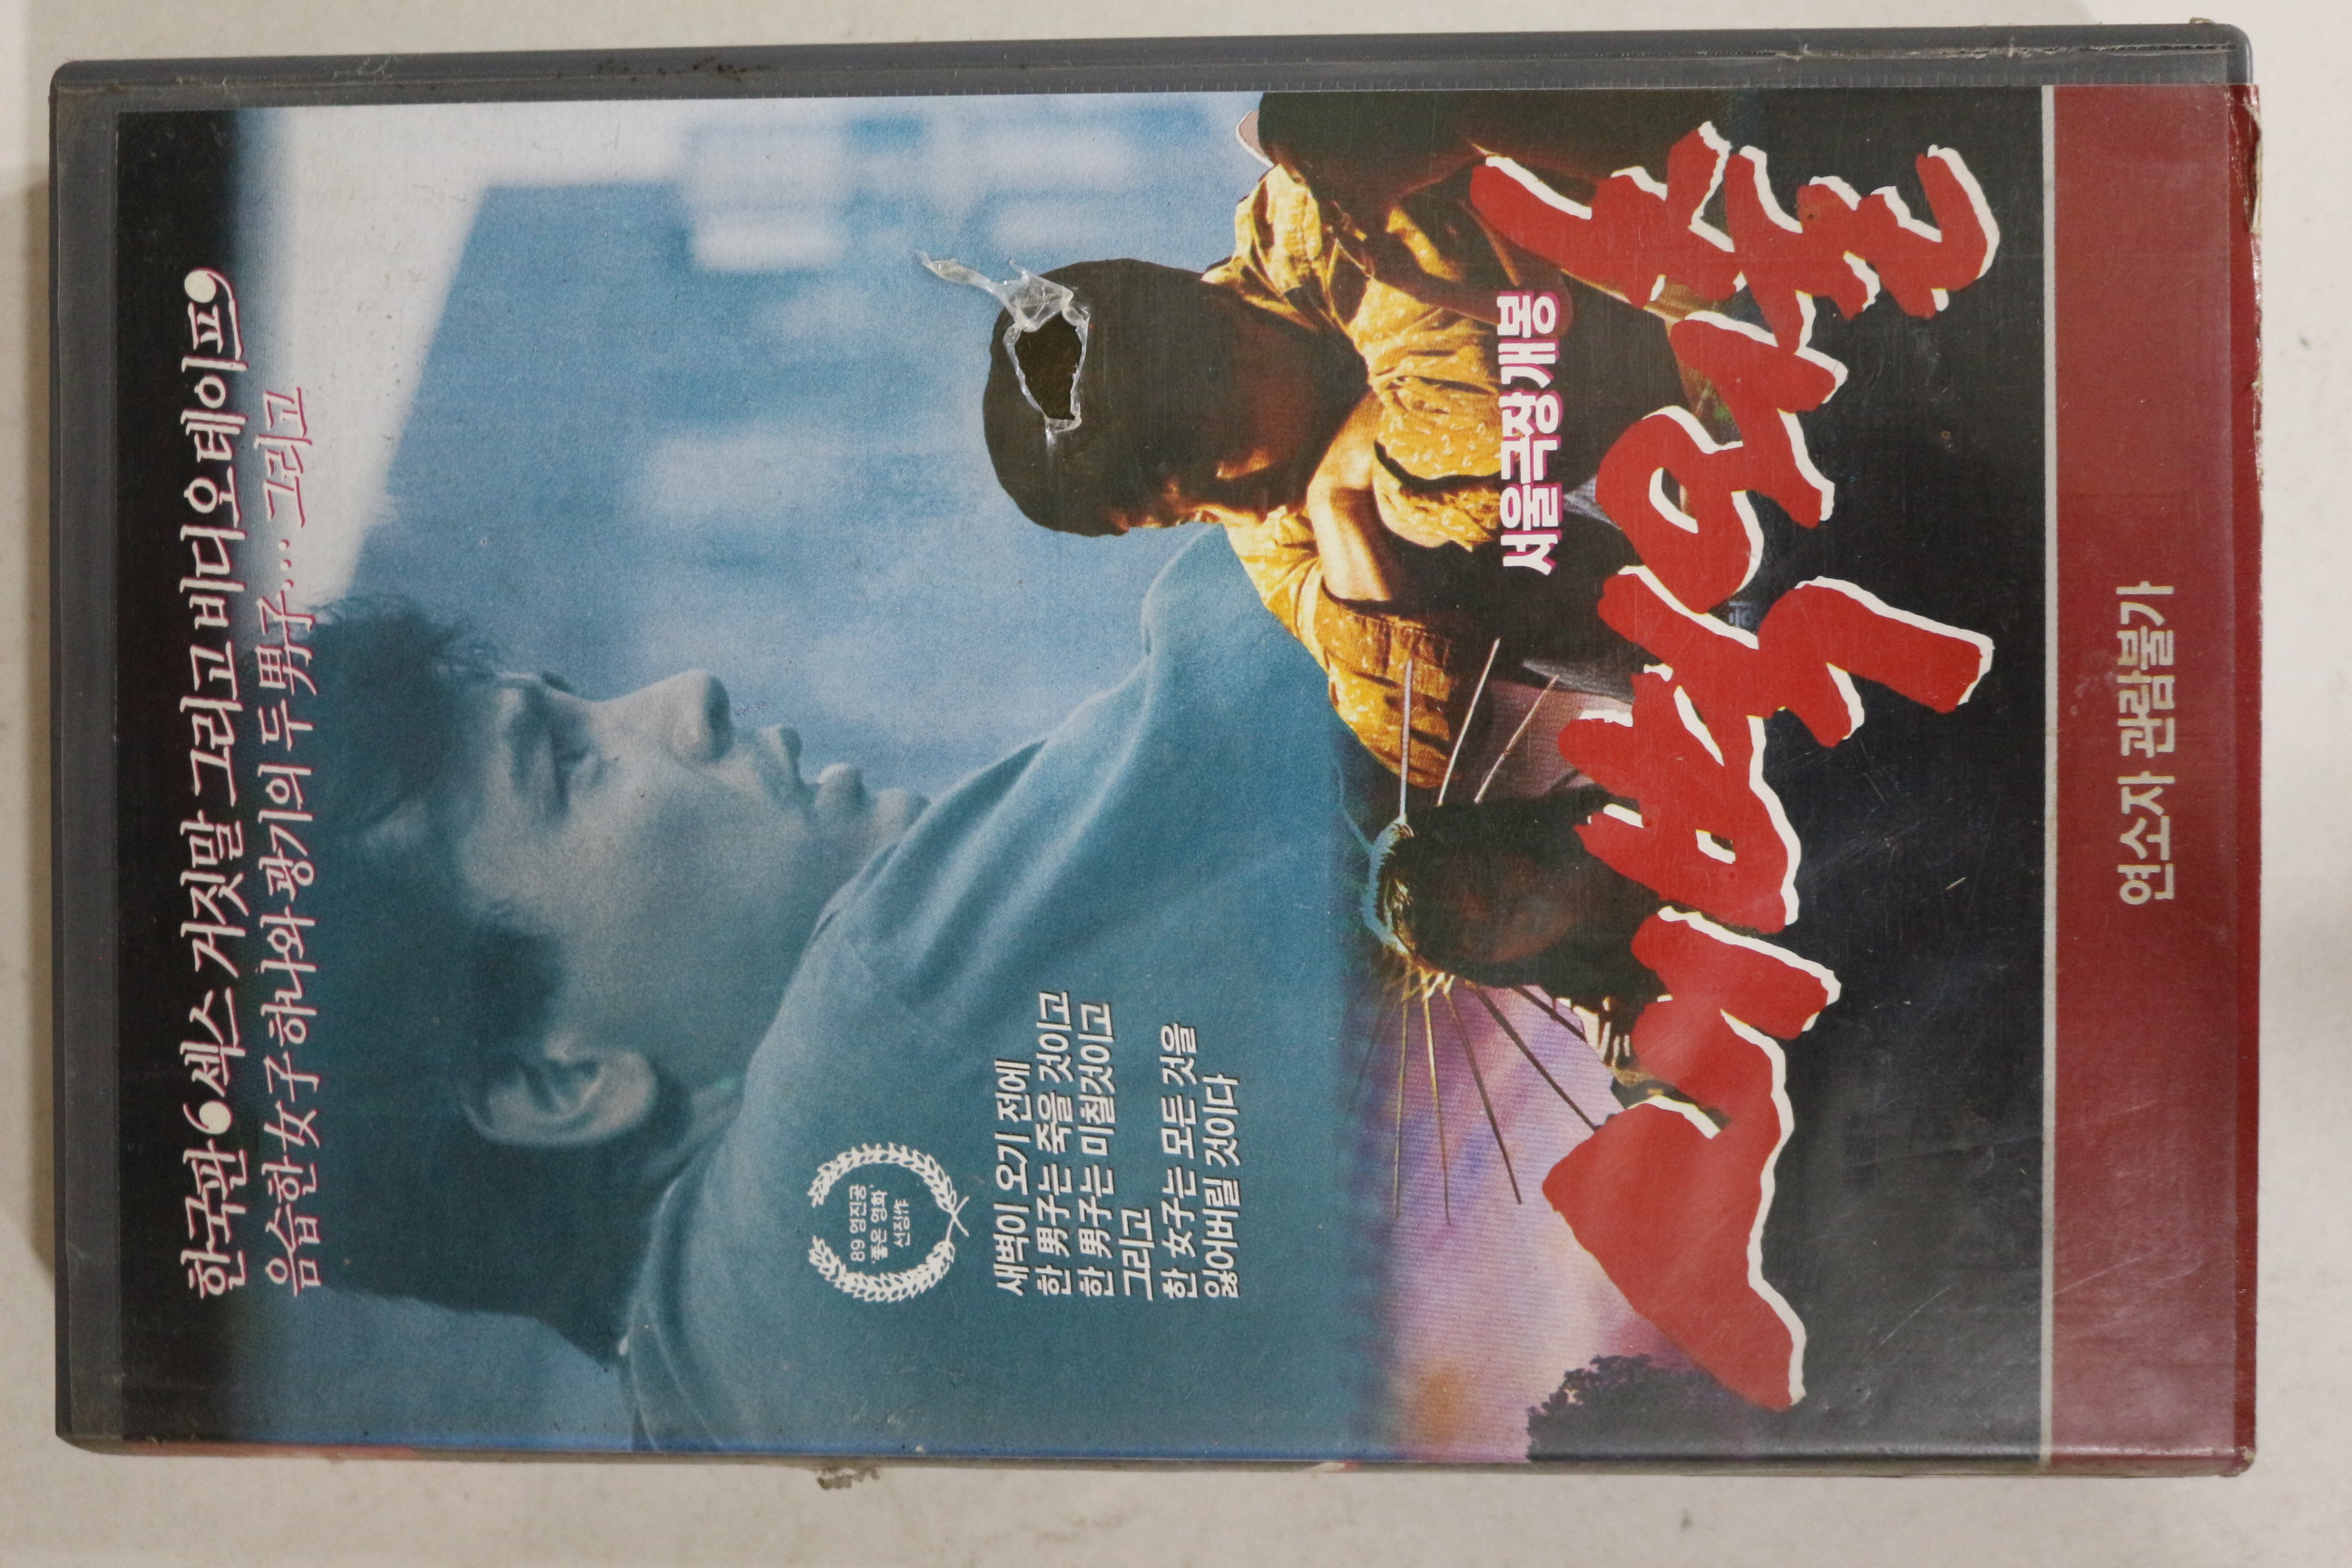 한국판 "섹스 거짓말 그리고 비디오 테이프"
음습한 女子 하나와 광기의 두 男子... 그리고
89 영진공
'좋은 영화'
선정作
새벽이 오기 전에
한 男子는 죽을 것이고
한 男子는 미칠것이고
그리고
한 女子는 모든 것을
잃어버릴 것이다
서울극장개봉
새벽
연소자 관람불가